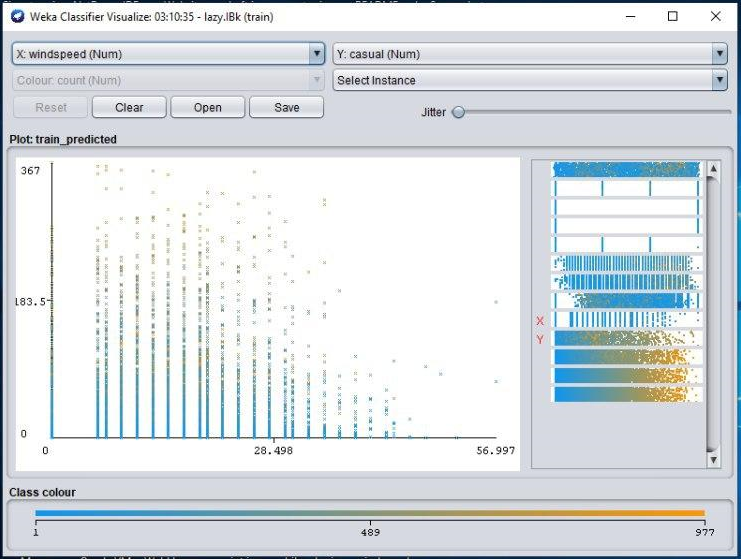 Weka Classifier Visualize: 03:10:35 - lazy.IBk (train)
X: windspeed (Num)
Y: casual (Num)
Colour: count (Num)
Select Instance
Reset
Clear
Open
Save
Jitter
Plot: train_predicted
367
183.5
0
0
28.498
56.997
X
Y
Class colour
1
489
977